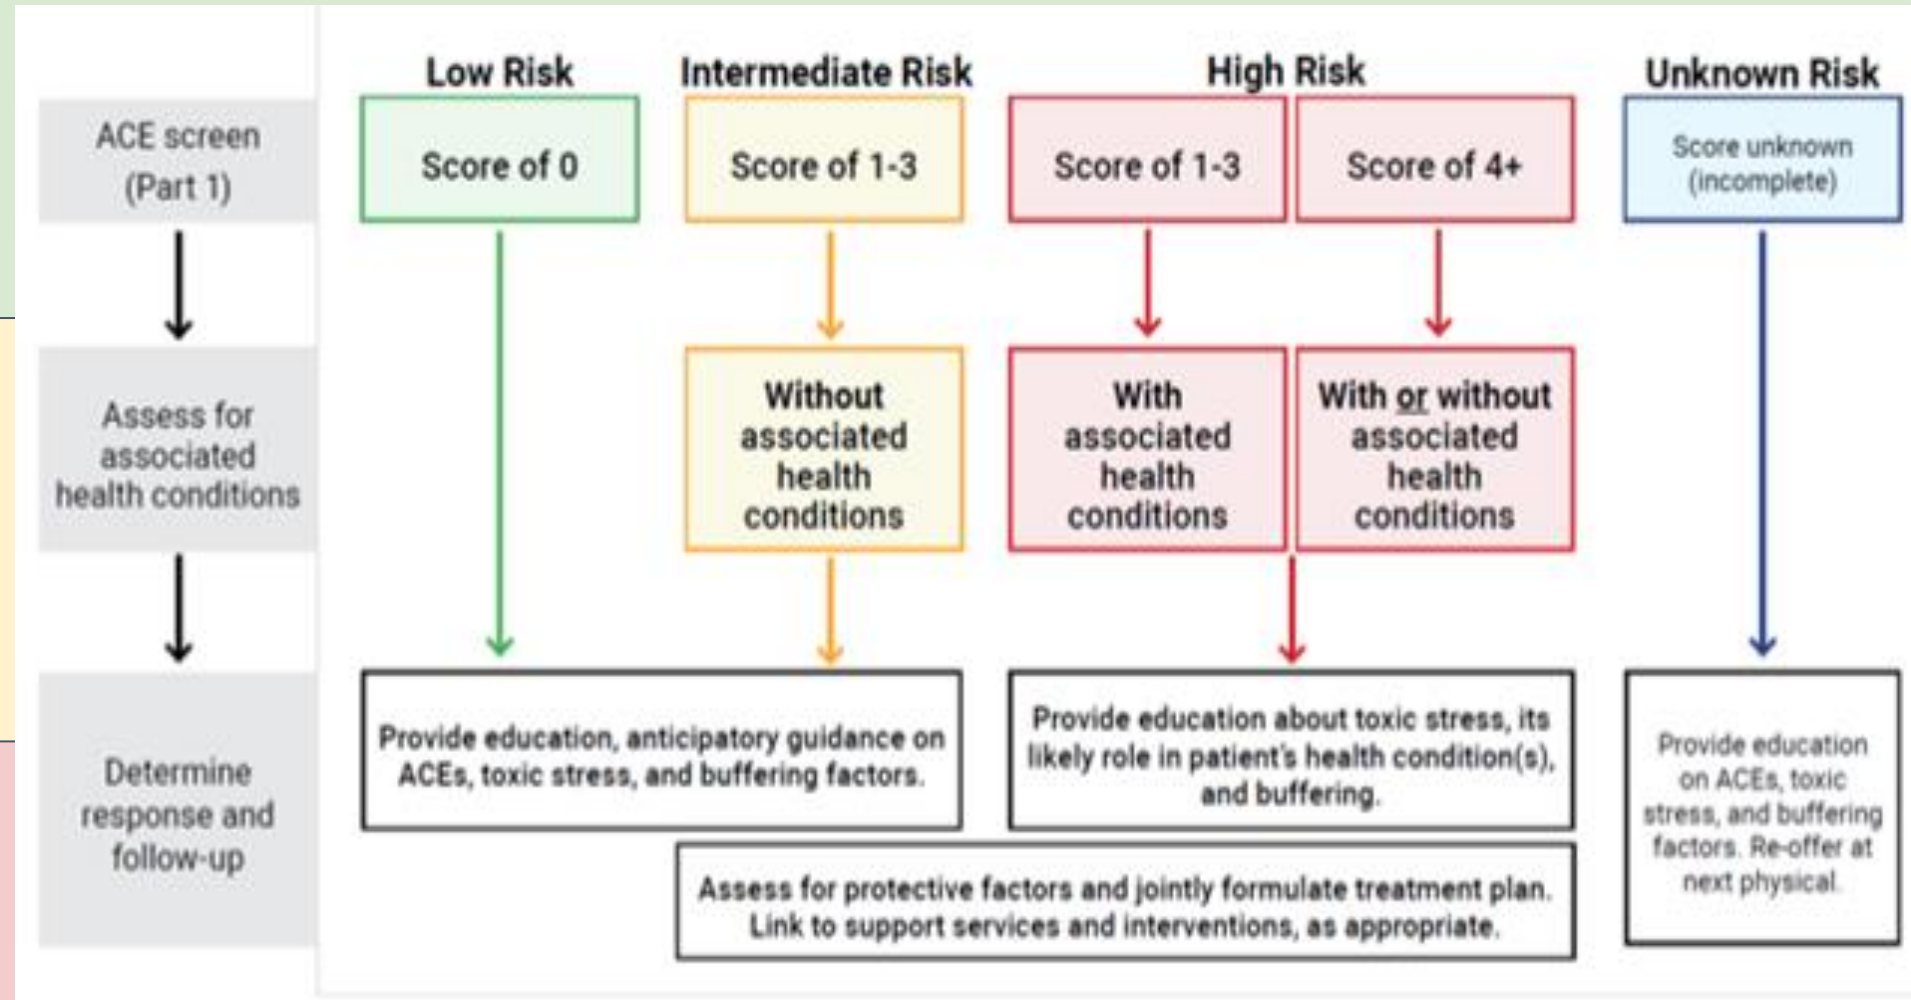 Low Risk
Intermediate Risk
High Risk
Unknown Risk
ACE screen
(Part 1)
Score of 0
Score of 1-3
Score of 1-3
Score of 4+
Score unknown
(incomplete)
Assess for
associated
health conditions
Without
associated
health
conditions
With
associated
health
conditions
With or without
associated
health
conditions
Determine
response and
follow-up
Provide education, anticipatory guidance on
ACEs, toxic stress, and buffering factors.
Provide education about toxic stress, its
likely role in patient's health condition(s),
and buffering.
Provide education
on ACEs, toxic
stress, and buffering
factors. Re-offer at
next physical.
Assess for protective factors and jointly formulate treatment plan.
Link to support services and interventions, as appropriate.